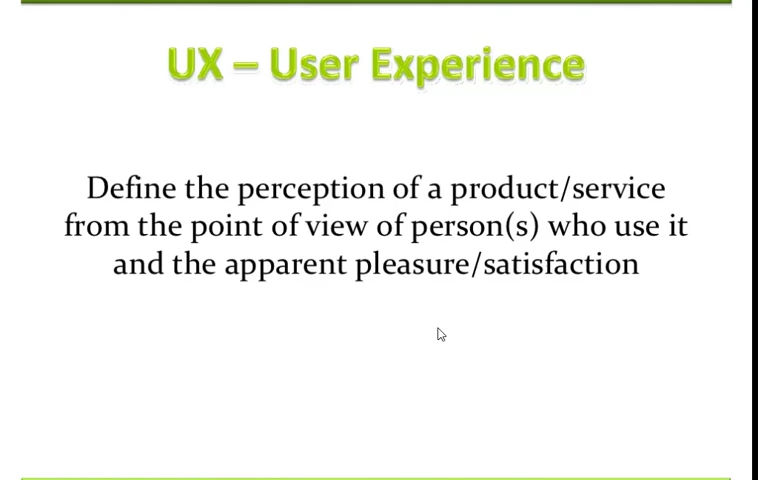 UX – User Experience
Define the perception of a product/service
from the point of view of person(s) who use it
and the apparent pleasure/satisfaction